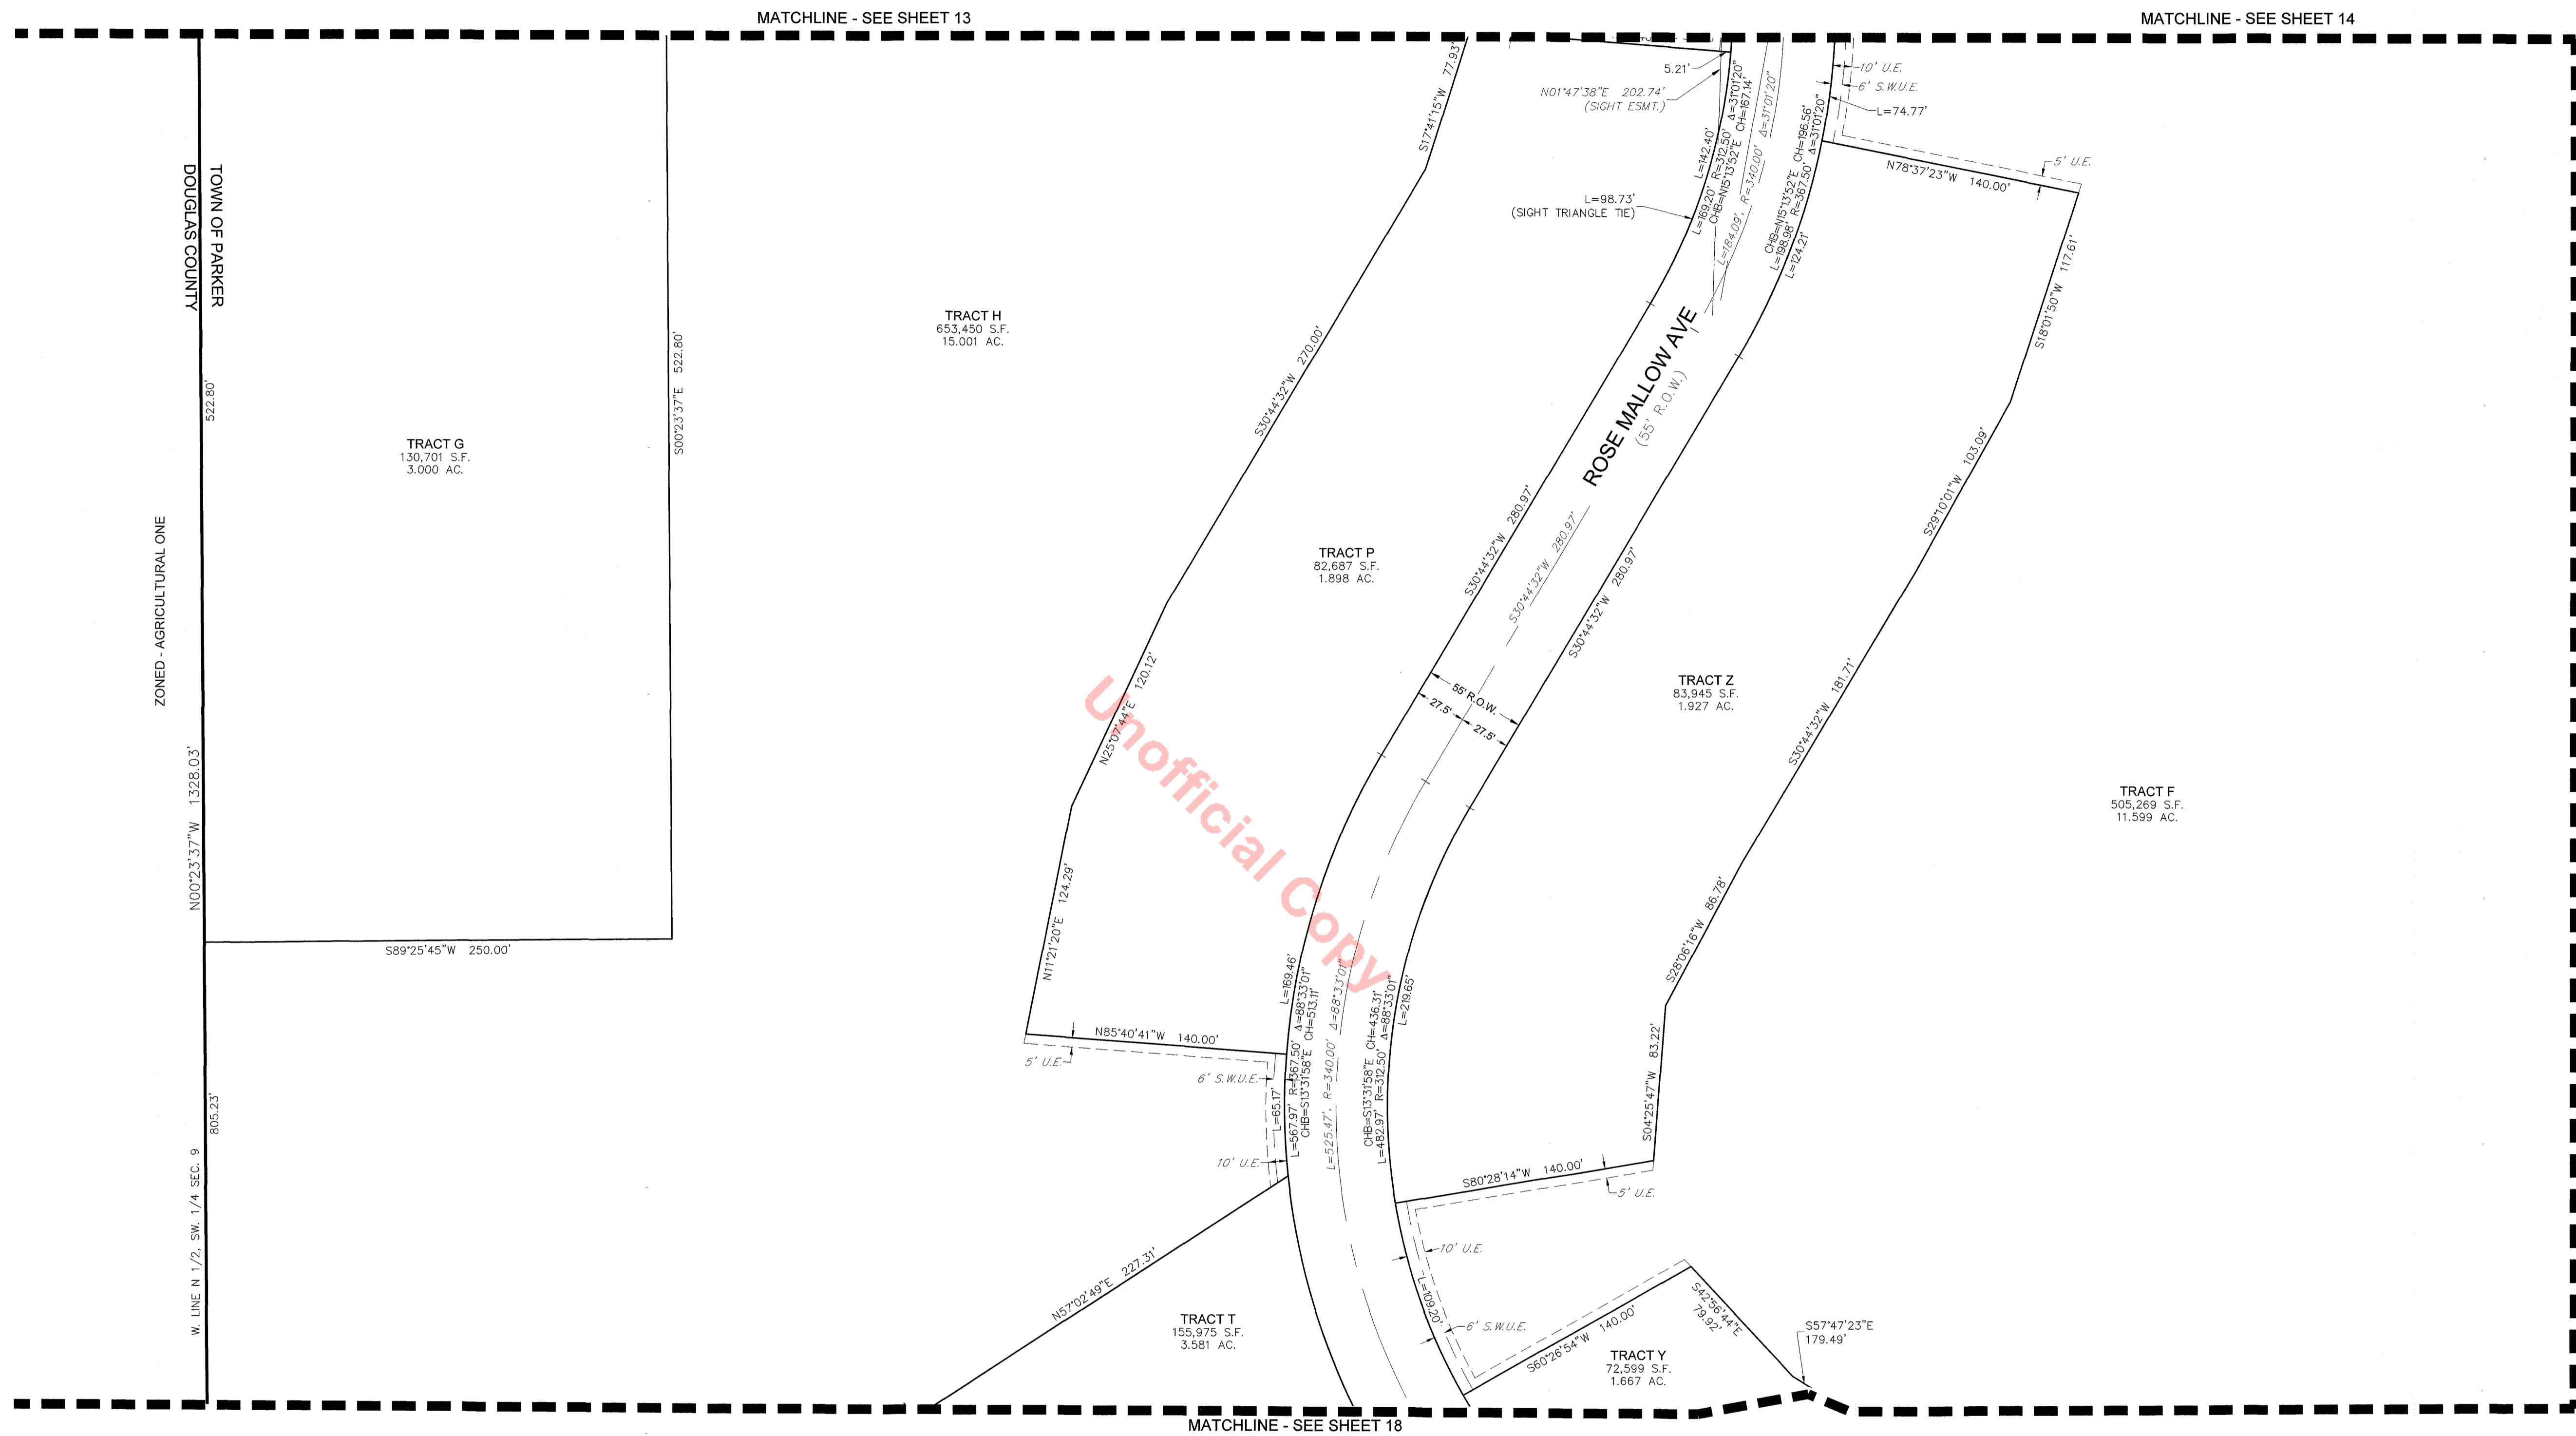 MATCHLINE - SEE SHEET 13
MATCHLINE - SEE SHEET 14
TOWN OF PARKER
DOUGLAS COUNTY
ZONED - AGRICULTURAL ONE
522.80'
N00°23'37"W 1328.03'
805.23'
W. LINE N 1/2, SW. 1/4 SEC. 9
TRACT G
130,701 S.F.
3.000 AC.
S00°23'37"E 522.80'
S89°25'45"W 250.00'
TRACT H
653,450 S.F.
15.001 AC.
S17°41'15"W 77.93'
S30°44'32"W 270.00'
N25°07'44"E 120.12'
N11°21'20"E 124.29'
N85°40'41"W 140.00'
5' U.E.
6' S.W.U.E.
10' U.E.
L=65.17'
TRACT P
82,687 S.F.
1.898 AC.
5.21'
N01°47'38"E 202.74'
(SIGHT ESMT.)
L=98.73'
(SIGHT TRIANGLE TIE)
L=142.40'
L=169.20' R=312.50' Δ=31°01'20"
CHB=N15°13'52"E CH=167.14'
L=184.09', R=340.00' Δ=31°01'20"
CHB=N15°13'52"E CH=196.56'
L=198.98' R=367.50' Δ=31°01'20"
L=124.21'
10' U.E.
6' S.W.U.E.
L=74.77'
N78°37'23"W 140.00'
5' U.E.
S18°01'50"W 117.61'
S29°10'01"W 103.09'
S30°44'32"W 181.71'
S28°06'16"W 86.78'
S04°25'47"W 83.22'
S80°28'14"W 140.00'
5' U.E.
ROSE MALLOW AVE
(55' R.O.W.)
S30°44'32"W 280.97'
S30°44'32"W 280.97'
S30°44'32"W 280.97'
55' R.O.W.
27.5'
27.5'
TRACT Z
83,945 S.F.
1.927 AC.
TRACT F
505,269 S.F.
11.599 AC.
L=169.46'
L=567.97' R=367.50' Δ=88°33'01"
CHB=S13°31'58"E CH=513.11'
L=525.47', R=340.00' Δ=88°33'01"
CHB=S13°31'58"E CH=436.31'
L=482.97' R=312.50' Δ=88°33'01"
L=219.65'
Unofficial Copy
N57°02'49"E 227.31'
TRACT T
155,975 S.F.
3.581 AC.
10' U.E.
L=109.20'
6' S.W.U.E.
S60°26'54"W 140.00'
S42°56'44"E
79.92'
S57°47'23"E
179.49'
TRACT Y
72,599 S.F.
1.667 AC.
MATCHLINE - SEE SHEET 18